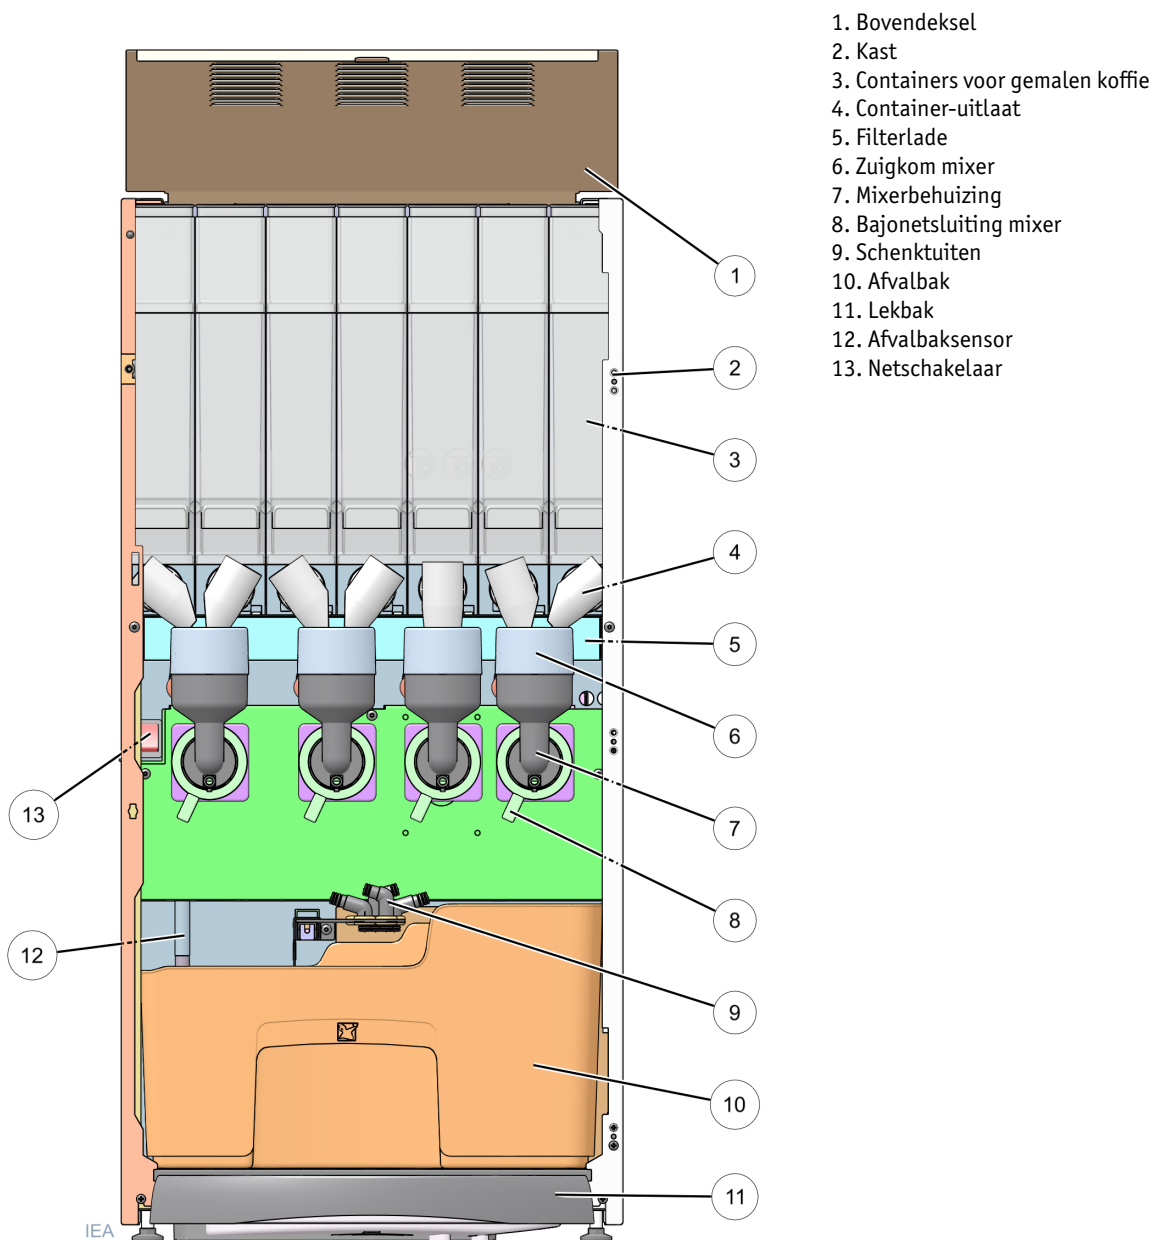 1. Bovendeksel
2. Kast
3. Containers voor gemalen koffie
4. Container-uitlaat
5. Filterlade
6. Zuigkom mixer
7. Mixerbehuizing
8. Bajonetsluiting mixer
9. Schenktuiten
10. Afvalbak
11. Lekbak
12. Afvalbaksensor
13. Netschakelaar
1
2
3
4
5
6
7
8
9
10
11
12
13
IEA